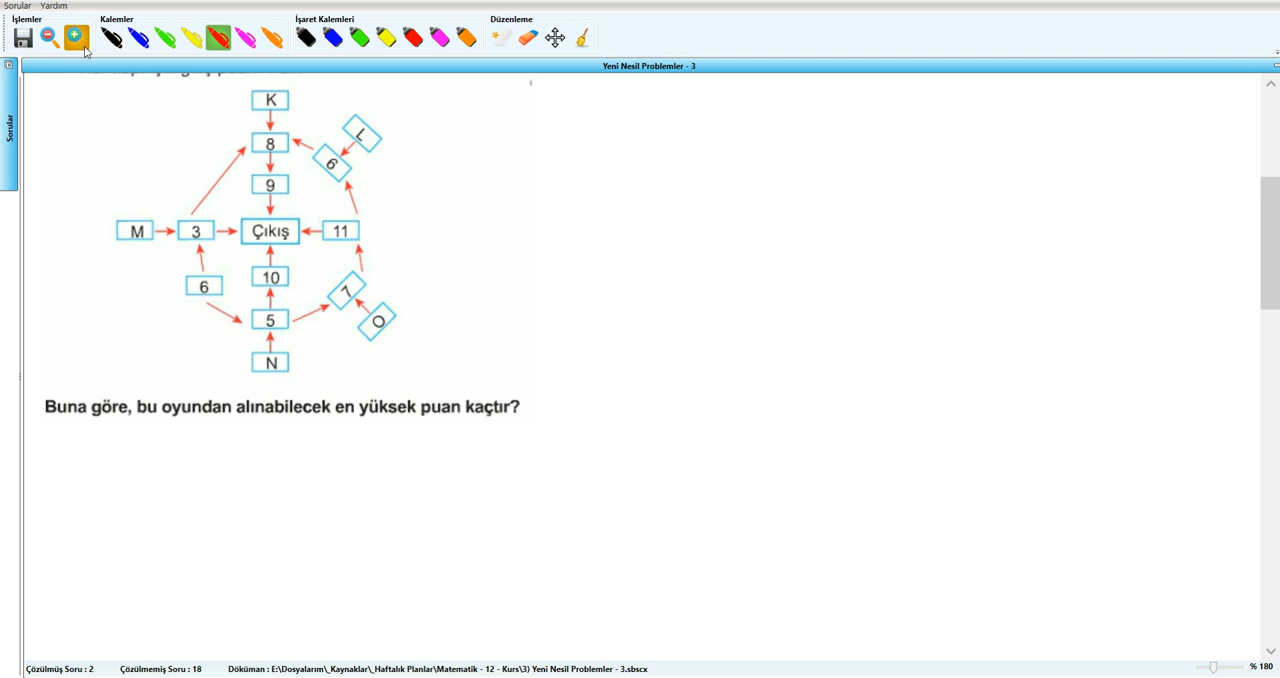 Sorular Yardım
İşlemler Kalemler İşaret Kalemleri Düzenleme
Yeni Nesil Problemler - 3
Sorular
K
L
8
6
9
M 3 Çıkış 11
10
6
7
5
O
N
Buna göre, bu oyundan alınabilecek en yüksek puan kaçtır?
Çözülmüş Soru : 2 Çözülmemiş Soru : 18 Döküman : E:\Dosyalarım\_Kaynaklar\_Haftalık Planlar\Matematik - 12 - Kurs\3) Yeni Nesil Problemler - 3.sbscx % 180